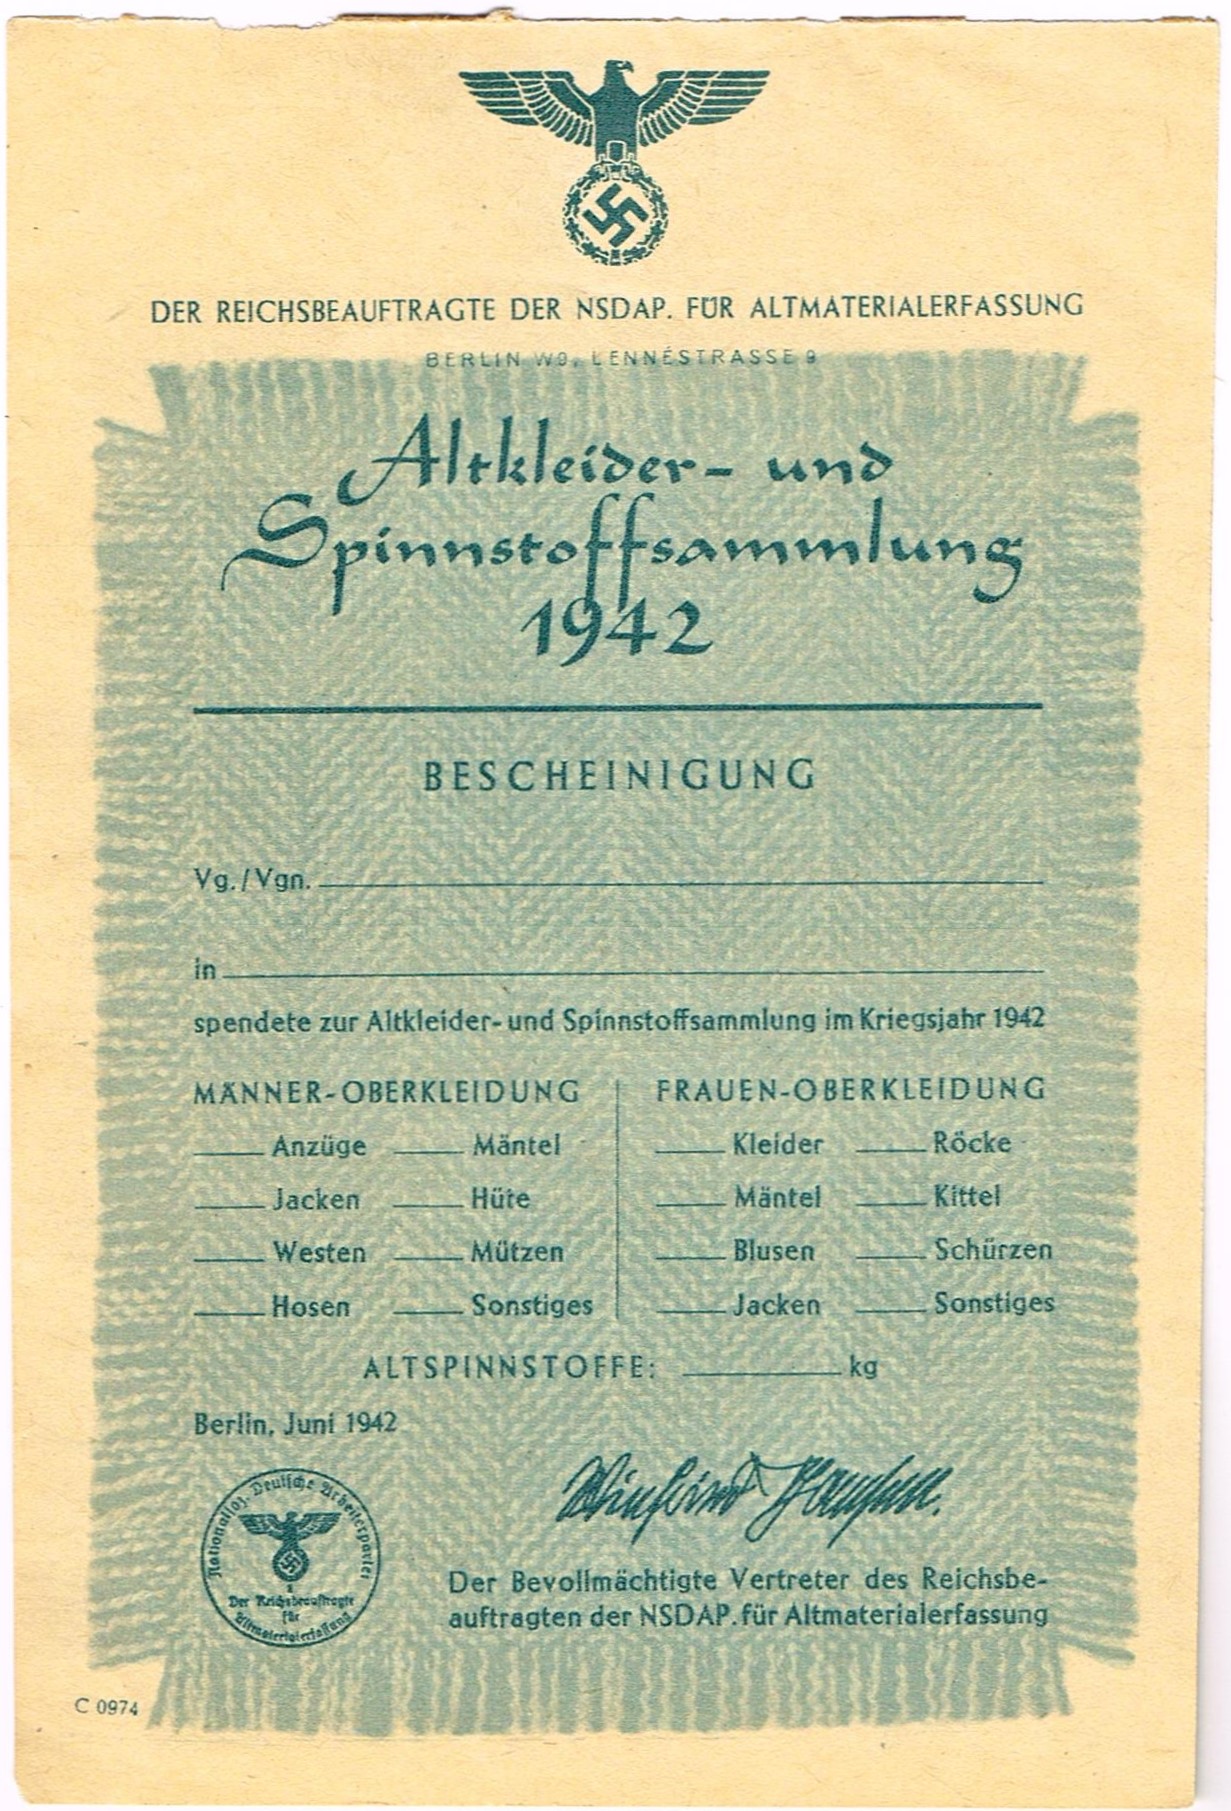 DER REICHSBEAUFTRAGTE DER NSDAP. FÜR ALTMATERIALERFASSUNG
BERLIN W9, LENNÉSTRASSE 9
Altkleider- und
Spinnstoffsammlung
1942
BESCHEINIGUNG
Vg./Vgn.
in
spendete zur Altkleider- und Spinnstoffsammlung im Kriegsjahr 1942
MÄNNER-OBERKLEIDUNG
Anzüge Mäntel
Jacken Hüte
Westen Mützen
Hosen Sonstiges
FRAUEN-OBERKLEIDUNG
Kleider Röcke
Mäntel Kittel
Blusen Schürzen
Jacken Sonstiges
ALTSPINNSTOFFE: kg
Berlin, Juni 1942
Nationalsoz. Deutsche Arbeiterpartei
Der Reichsbeauftragte
für
Altmaterialerfassung
Der Bevollmächtigte Vertreter des Reichsbe-
auftragten der NSDAP. für Altmaterialerfassung
C 0974